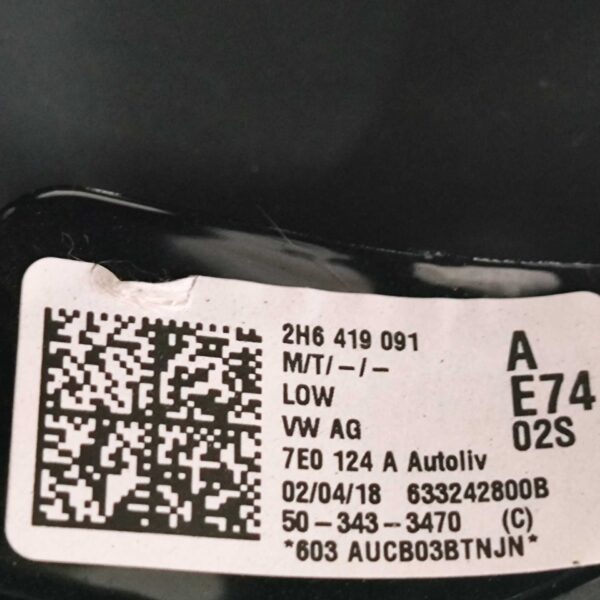 2H6 419 091
M/T/-/-
LOW
VW AG
7E0 124 A Autoliv
02/04/18 633242800B
50-343-3470 (C)
*603 AUCB03BTNJN*
A
E74
02S